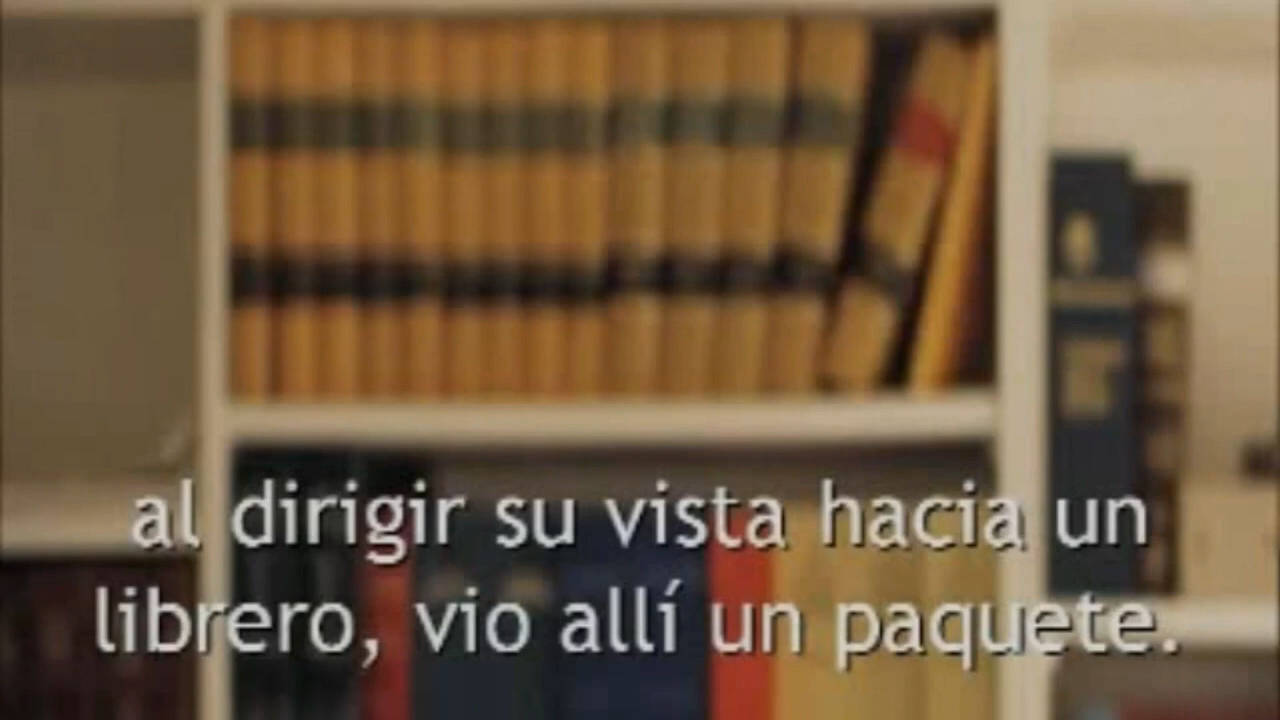 al dirigir su vista hacia un
librero, vio allí un paquete.